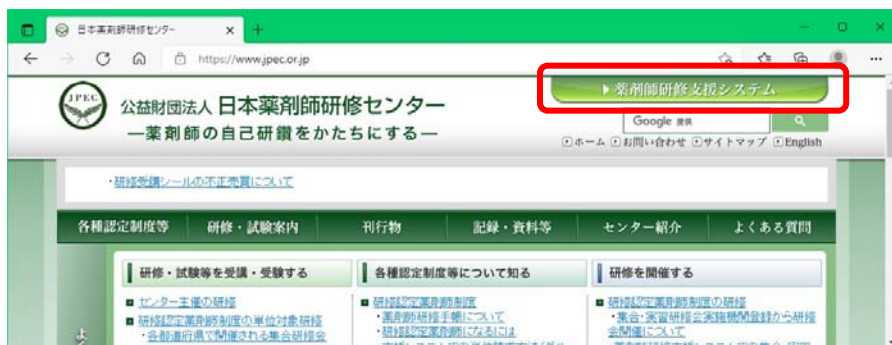 日本薬剤師研修センター
https://www.jpec.or.jp
JPEC
公益財団法人 日本薬剤師研修センター
―薬剤師の自己研鑽をかたちにする―
▶薬剤師研修支援システム
Google 提供
ホーム お問い合わせ サイトマップ English
・研修受講シールの不正売買について
各種認定制度等 研修・試験案内 刊行物 記録・資料等 センター紹介 よくある質問
研修・試験等を受講・受験する
センター主催の研修
研修認定薬剤師制度の単位対象研修
・各都道府県で開催される集合研修会
各種認定制度等について知る
研修認定薬剤師制度
・薬剤師研修手帳について
・研修認定薬剤師になるには
研修を開催する
研修認定薬剤師制度の研修
・集合・実習研修会実施機関登録から研修
会開催について
よ